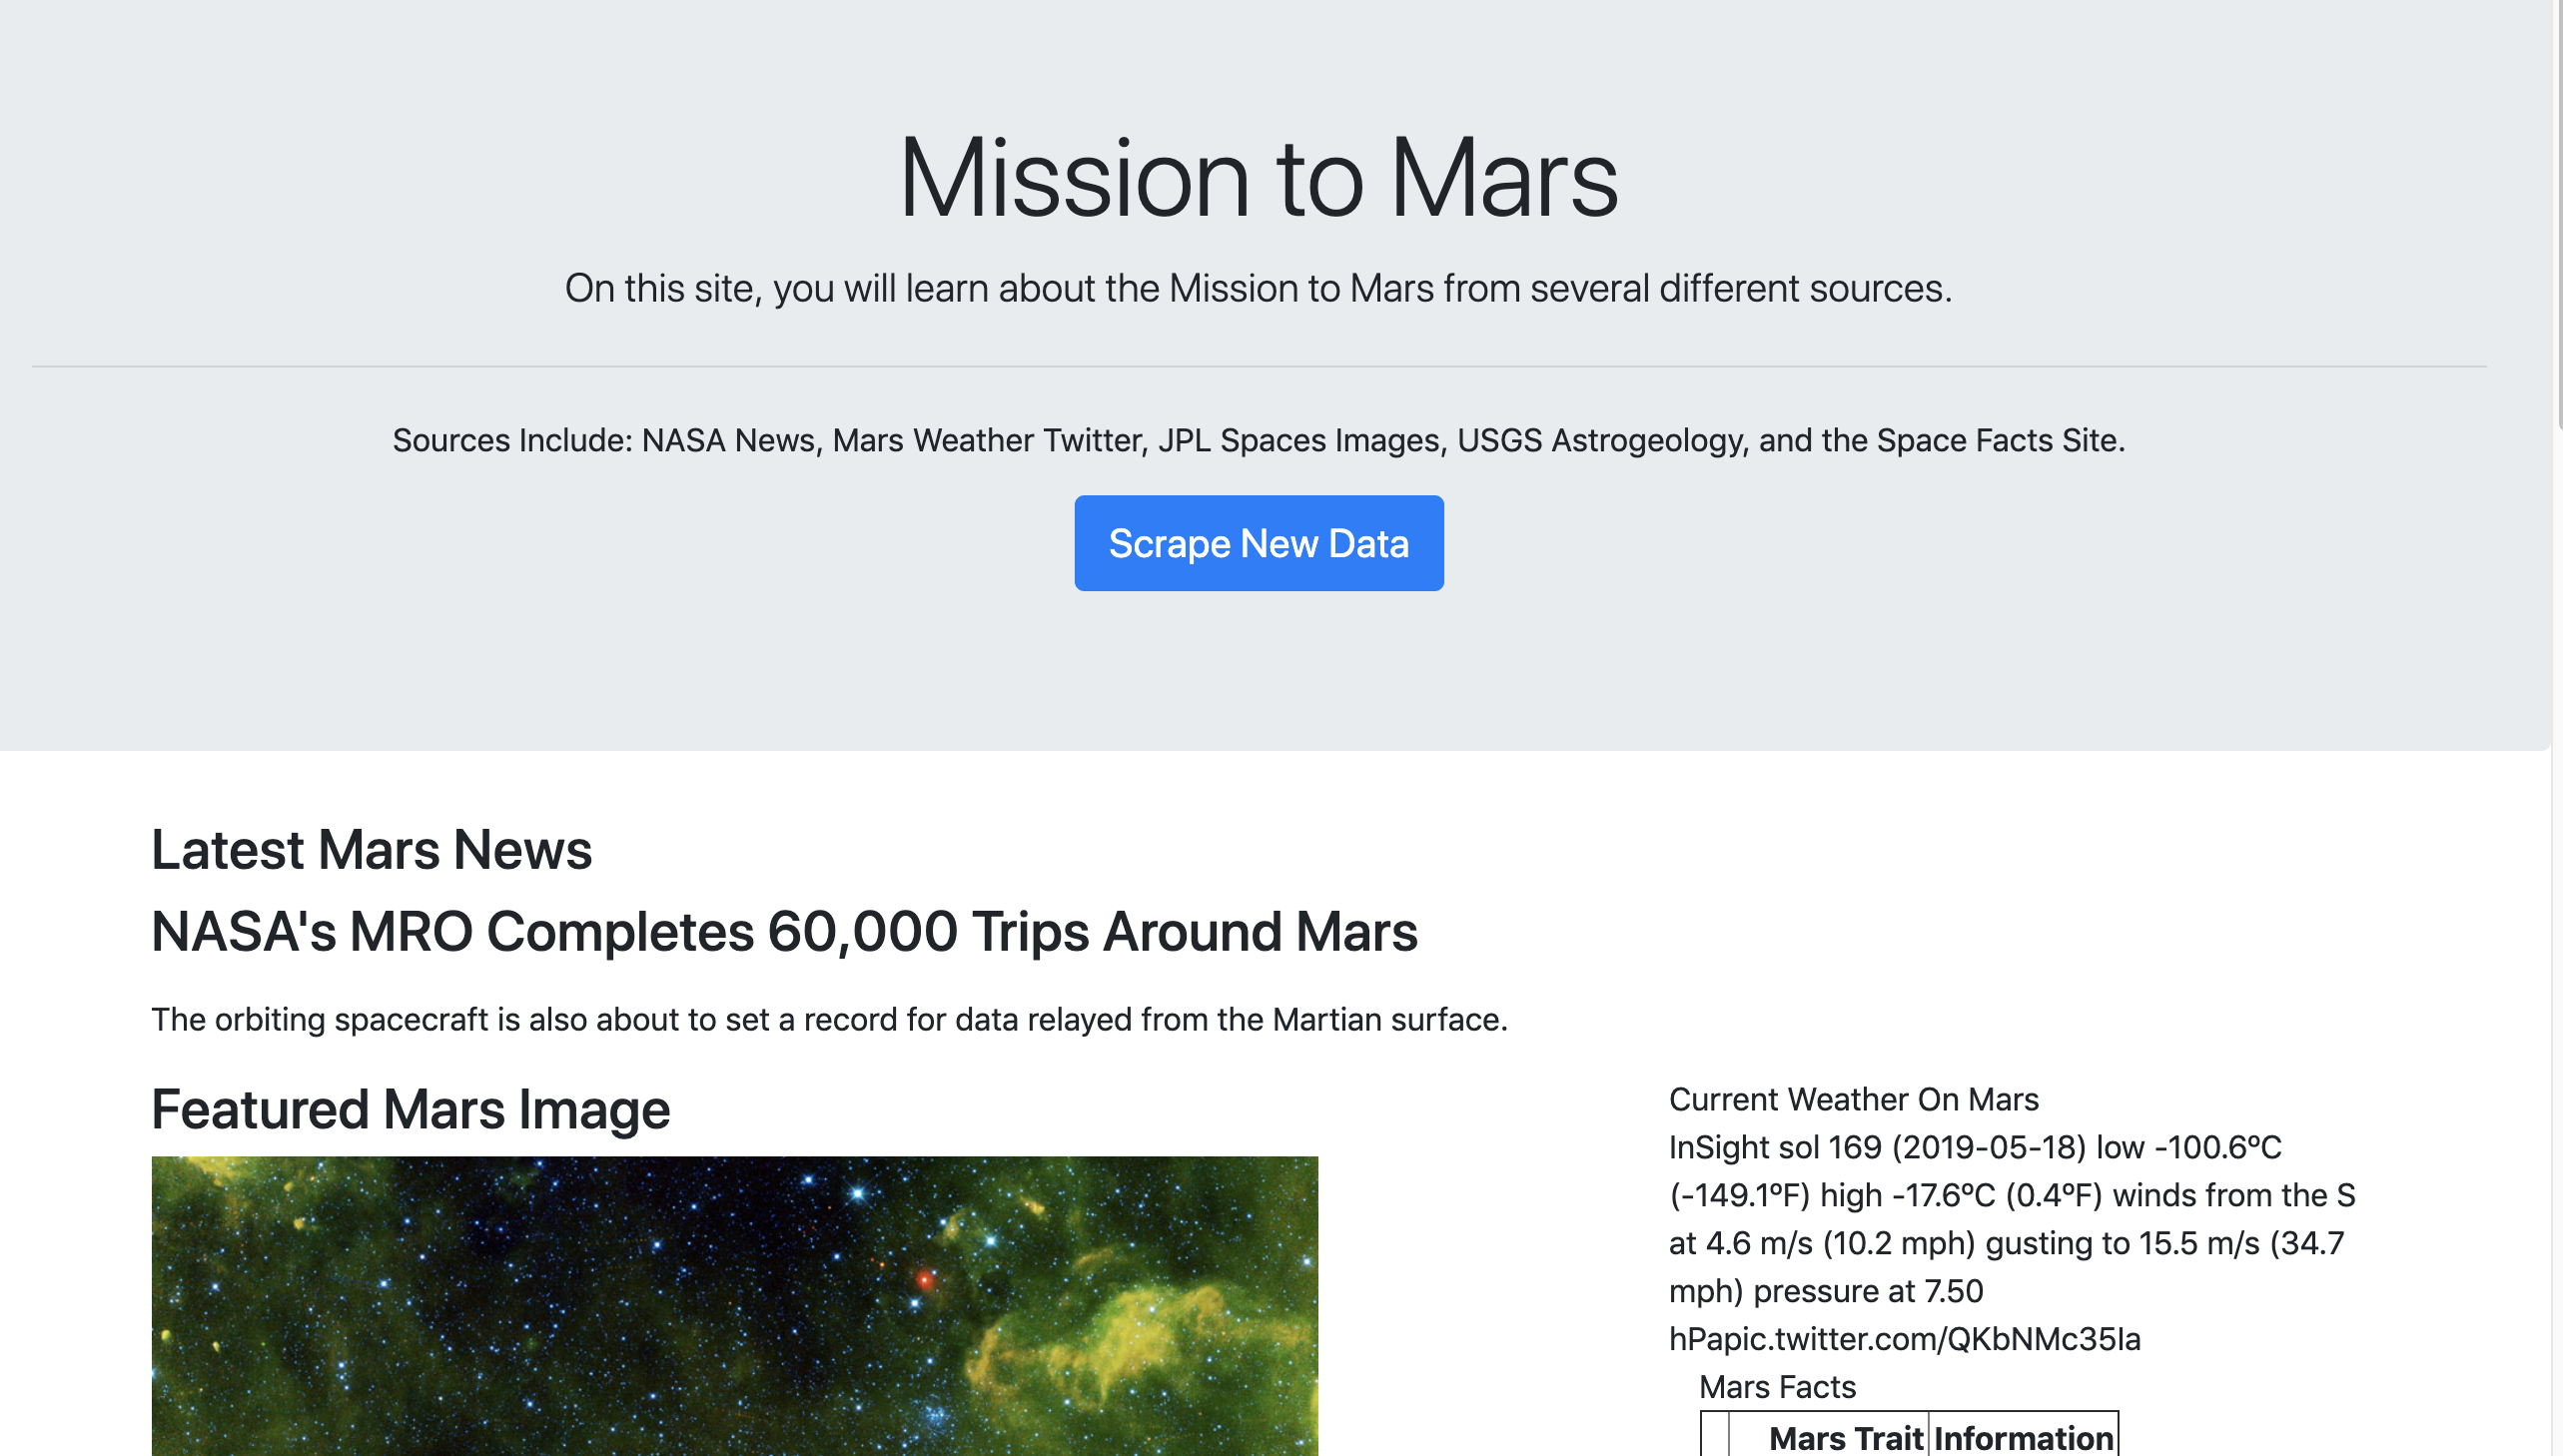 Mission to Mars
On this site, you will learn about the Mission to Mars from several different sources.
Sources Include: NASA News, Mars Weather Twitter, JPL Spaces Images, USGS Astrogeology, and the Space Facts Site.
Scrape New Data
Latest Mars News
NASA's MRO Completes 60,000 Trips Around Mars
The orbiting spacecraft is also about to set a record for data relayed from the Martian surface.
Featured Mars Image
Current Weather On Mars
InSight sol 169 (2019-05-18) low -100.6ºC
(-149.1ºF) high -17.6ºC (0.4ºF) winds from the S
at 4.6 m/s (10.2 mph) gusting to 15.5 m/s (34.7
mph) pressure at 7.50
hPapic.twitter.com/QKbNMc35la
Mars Facts
Mars Trait Information